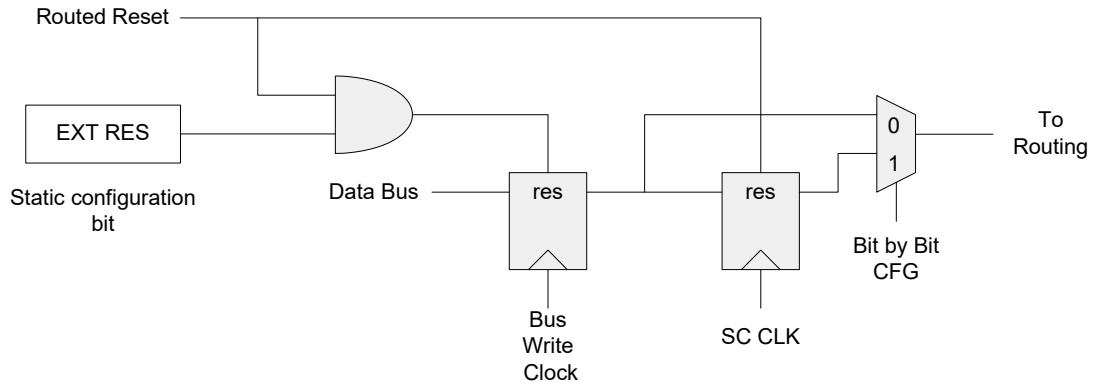 Routed Reset
EXT RES
Static configuration
bit
Data Bus
res
res
0
1
To
Routing
Bit by Bit
CFG
Bus
Write
Clock
SC CLK